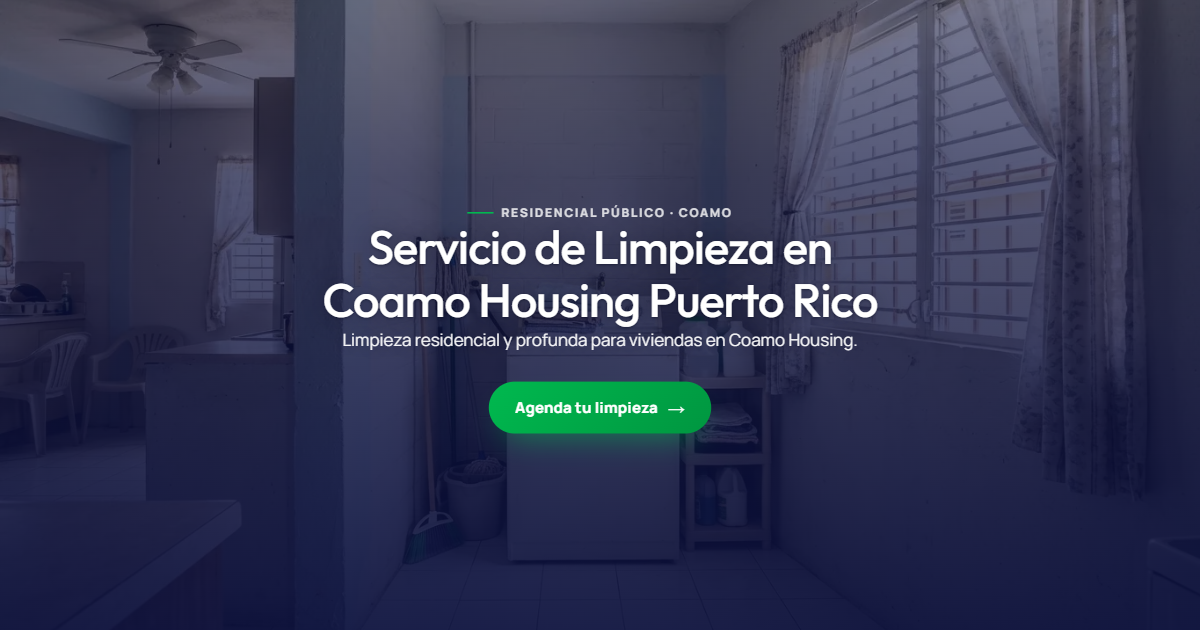 RESIDENCIAL PÚBLICO · COAMO
Servicio de Limpieza en
Coamo Housing Puerto Rico
Limpieza residencial y profunda para viviendas en Coamo Housing.
Agenda tu limpieza →